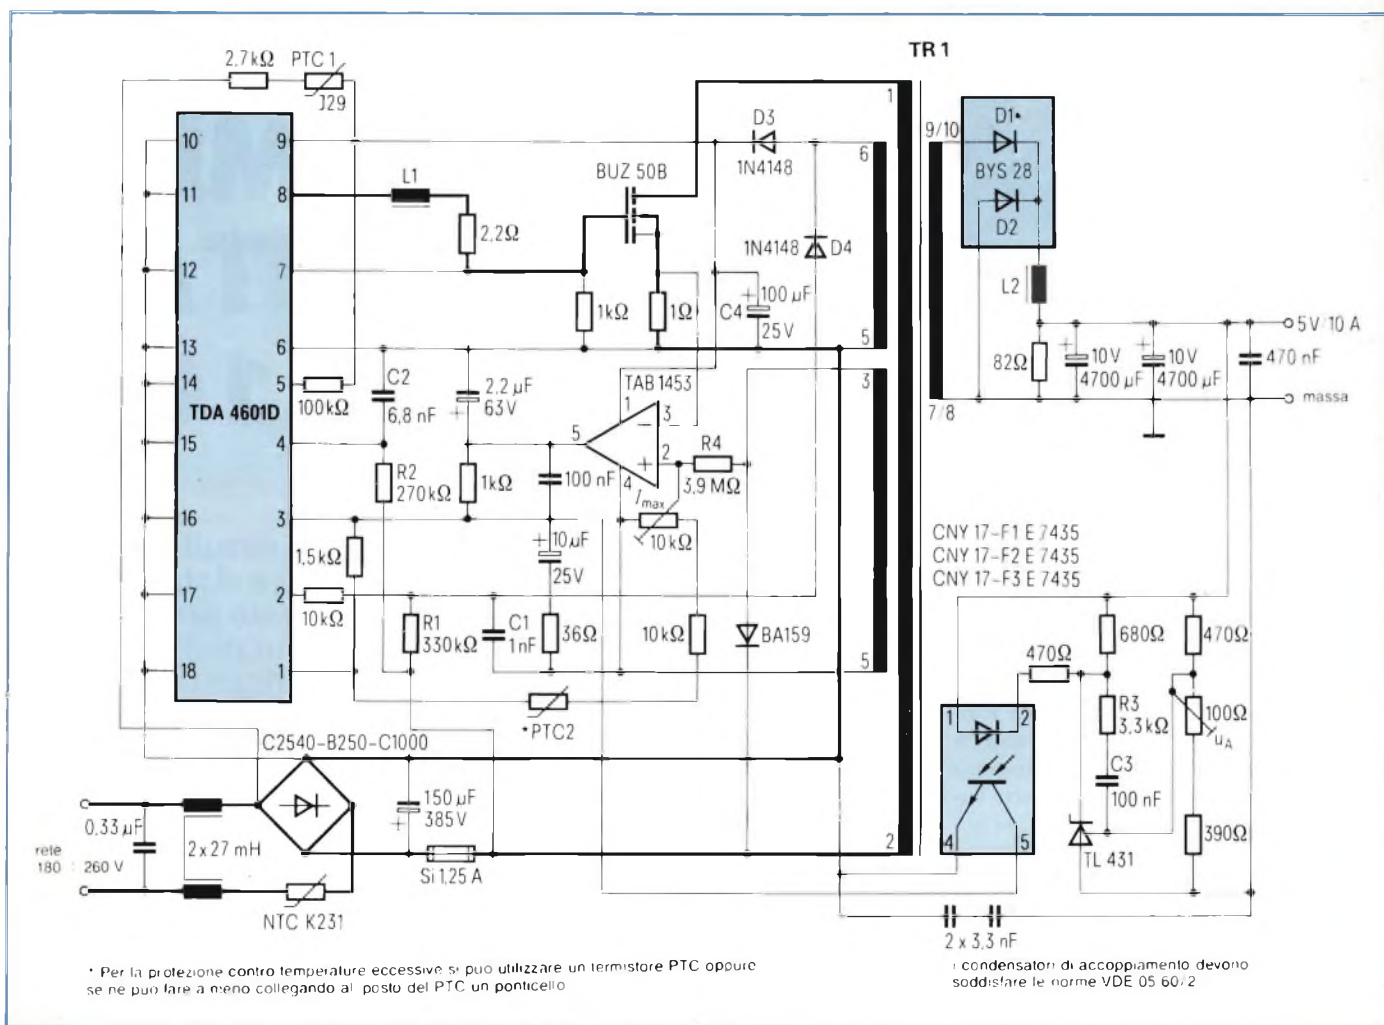 TR 1
2.7kΩ
PTC 1
J29
D3
1N4148
D1*
BYS 28
D2
9/10
7/8
1
6
5
3
5
2
10
11
12
13
14
15
16
17
18
9
8
7
6
5
4
3
2
1
TDA 4601D
L1
2,2Ω
BUZ 50B
1N4148
D4
1kΩ
1Ω
C4
+
100 µF
25V
L2
82Ω
+
10V
4700 µF
+
10V
4700 µF
5V/10 A
470 nF
massa
100kΩ
C2
6,8 nF
2.2 µF
63V
+
TAB 1453
1
3
−
5
2
+
4
R4
3,9 MΩ
R2
270kΩ
1kΩ
100 nF
Imax
10kΩ
1,5kΩ
+
10µF
25V
10kΩ
R1
330kΩ
C1
1nF
36Ω
10kΩ
BA159
*PTC2
CNY 17-F1 E 7435
CNY 17-F2 E 7435
CNY 17-F3 E 7435
680Ω
470Ω
470Ω
1
2
4
5
R3
3.3kΩ
100Ω
uA
C3
100 nF
390Ω
TL 431
C2540-B250-C1000
150 µF
385V
+
0,33 µF
rete
180 : 260 V
2 x 27 mH
Si 1,25 A
NTC K231
2 x 3,3 nF
* Per la protezione contro temperature eccessive si puo utilizzare un termistore PTC oppure
se ne puo fare a meno collegando al posto del PTC un ponticello
I condensatori di accoppiamento devono
soddisfare le norme VDE 05 60/2